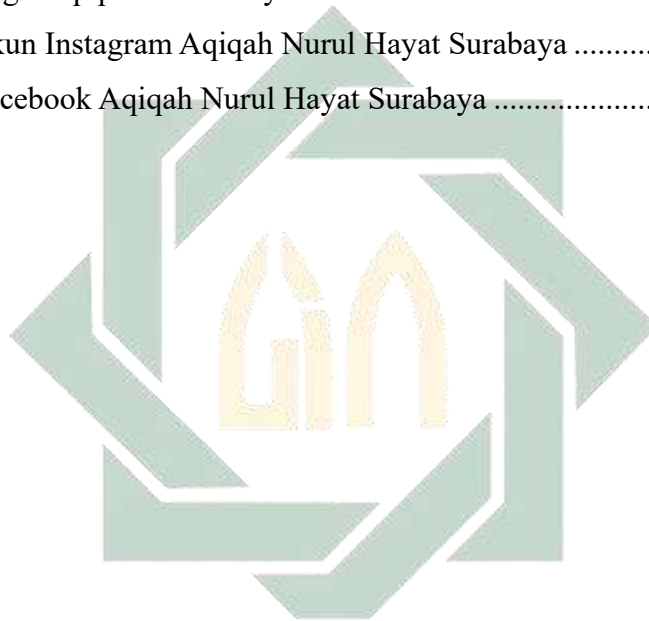 kun Instagram Aqiqah Nurul Hayat Surabaya ..........
cebook Aqiqah Nurul Hayat Surabaya ...................